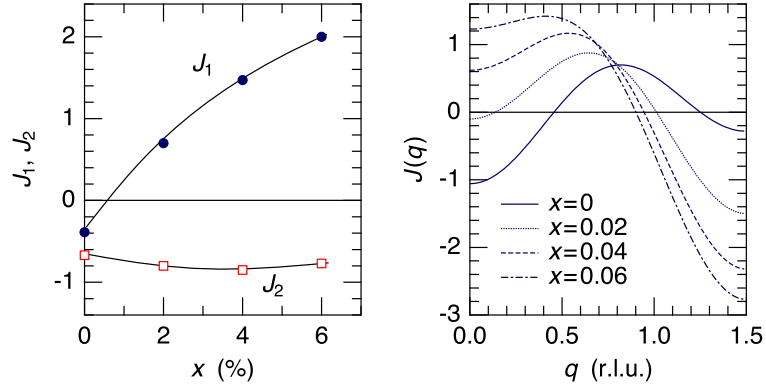 2
1
0
-1
J₁, J₂
J₁
J₂
0
2
4
6
x (%)
1
0
-1
-2
-3
J(q)
x=0
x=0.02
x=0.04
x=0.06
0.0
0.5
1.0
1.5
q (r.l.u.)